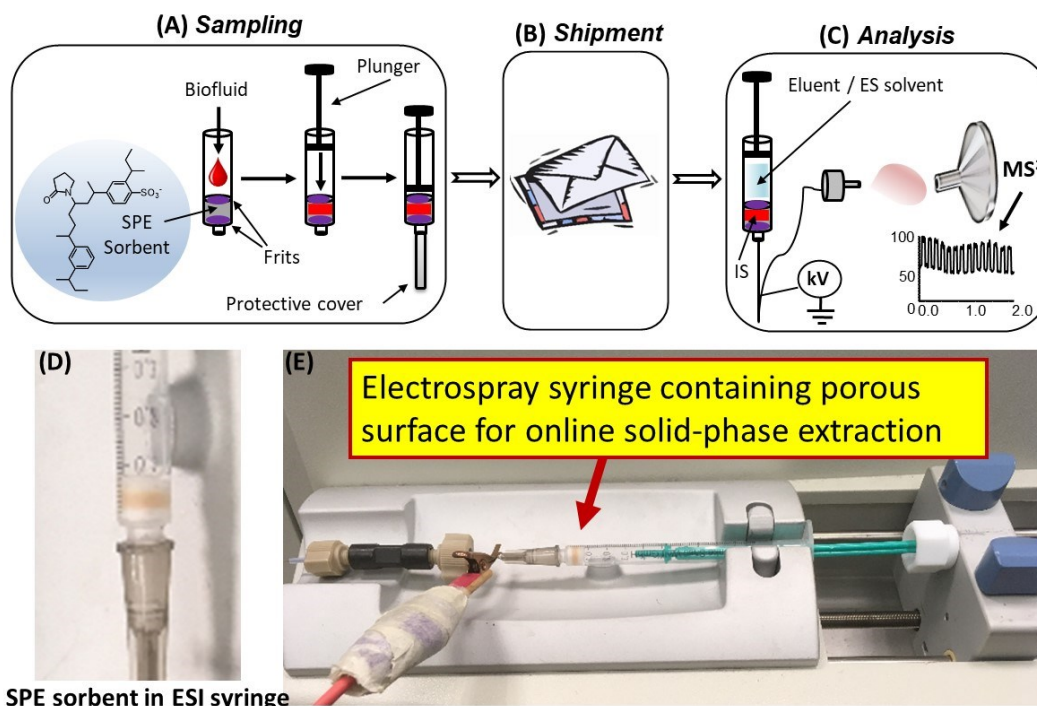 (A) Sampling
Biofluid
Plunger
O
N
SO₃⁻
SPE
Sorbent
Frits
Protective cover
(B) Shipment
(C) Analysis
Eluent / ES solvent
IS
kV
MS
100
50
0
0.0
1.0
2.0
(D)
SPE sorbent in ESI syringe
(E)
Electrospray syringe containing porous
surface for online solid-phase extraction